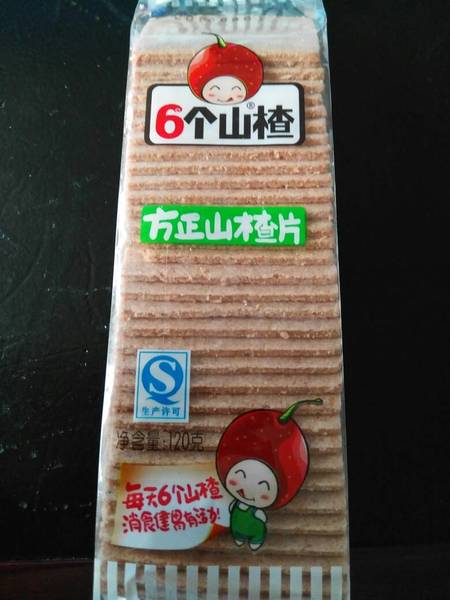 6个山楂®
方正山楂片
S
生产许可
净含量:120克
每天6个山楂
消食健胃有活力!